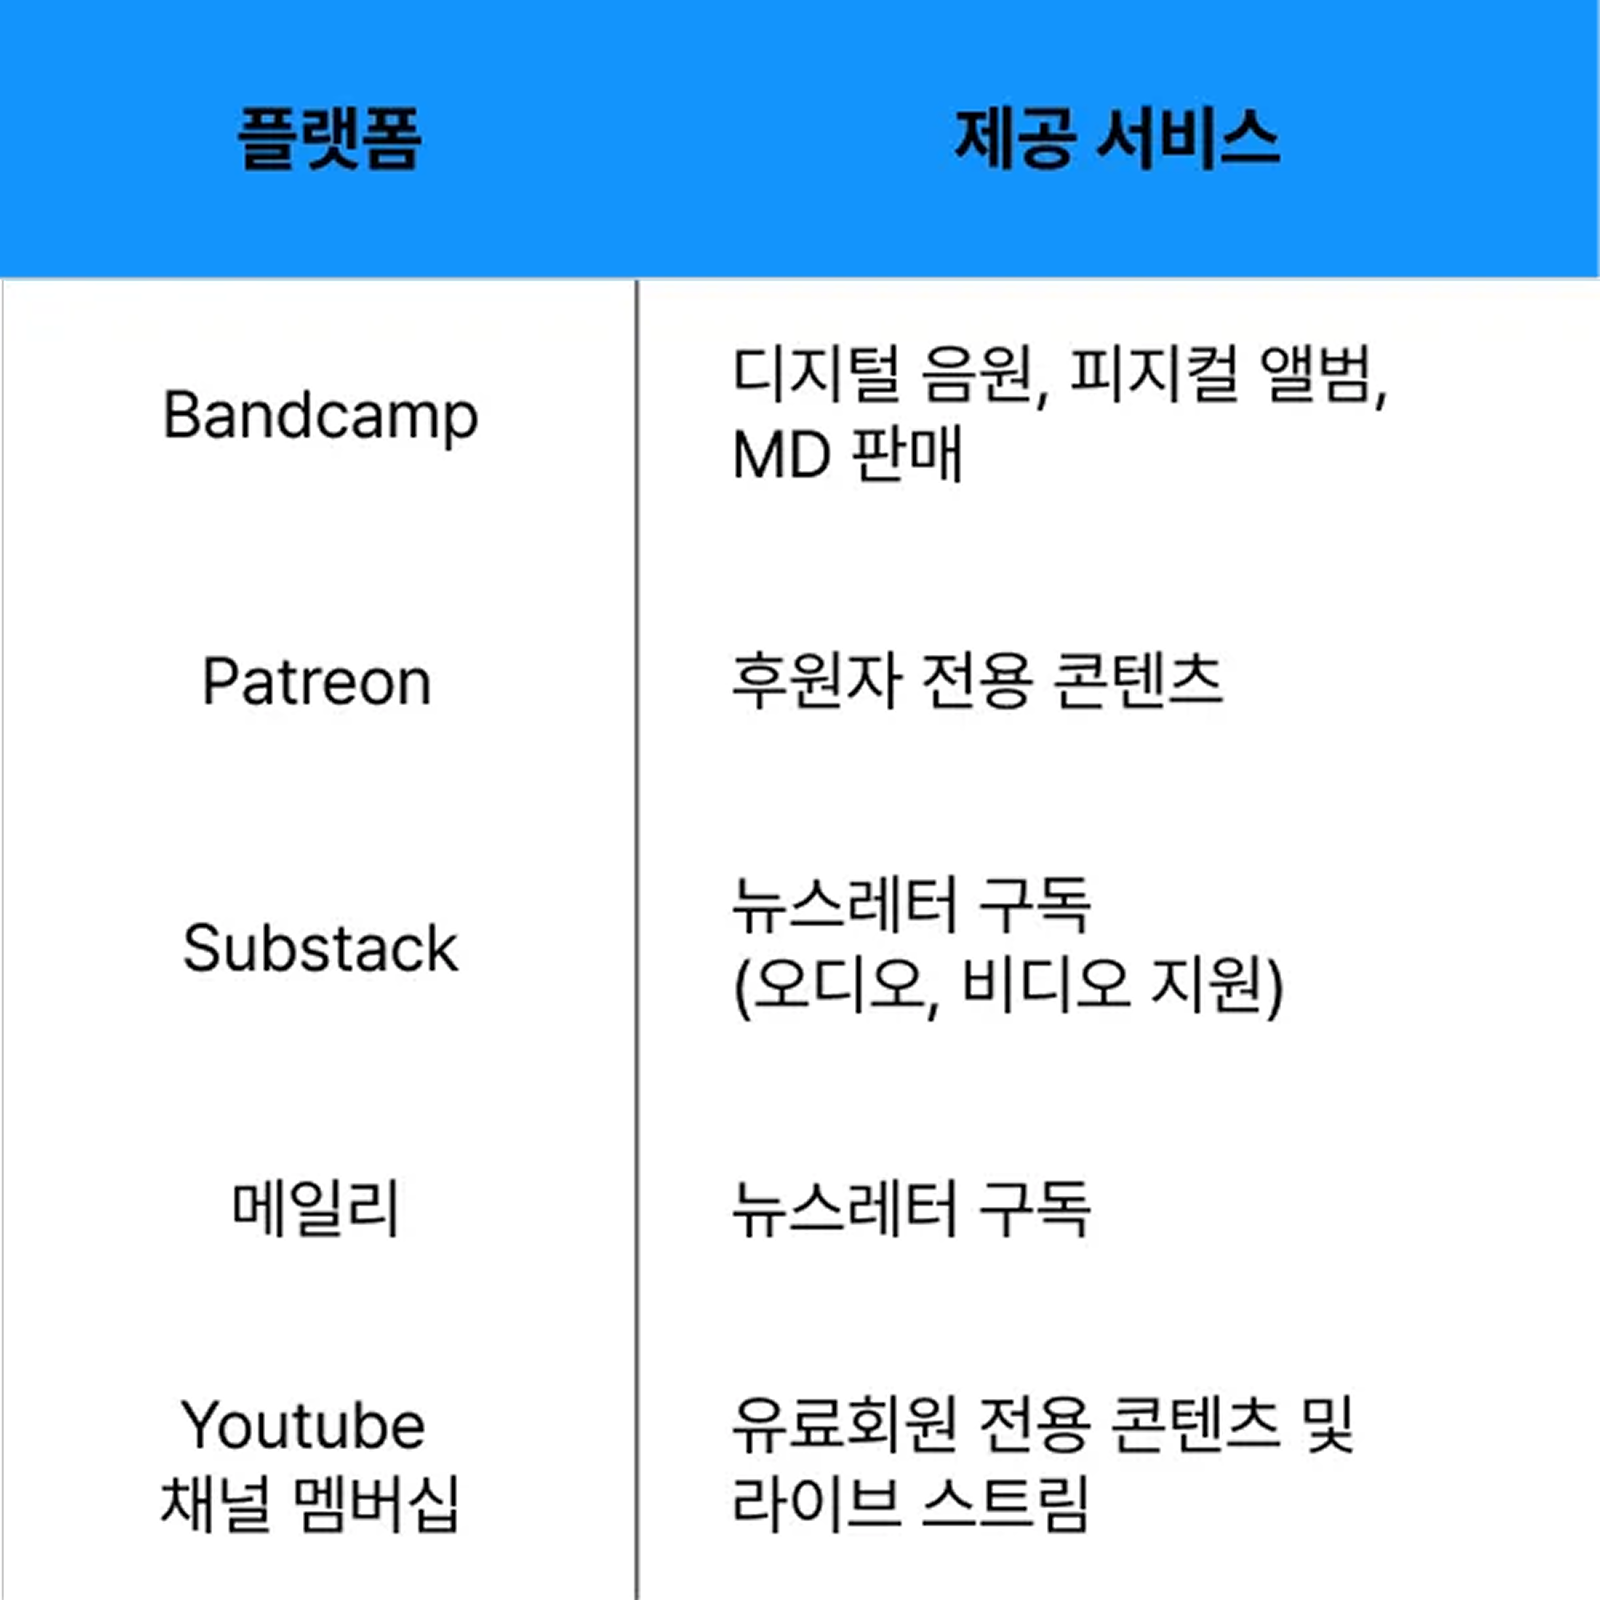 플랫폼
제공 서비스
Bandcamp
디지털 음원, 피지컬 앨범,
MD 판매
Patreon
후원자 전용 콘텐츠
Substack
뉴스레터 구독
(오디오, 비디오 지원)
메일리
뉴스레터 구독
Youtube
채널 멤버십
유료회원 전용 콘텐츠 및
라이브 스트림